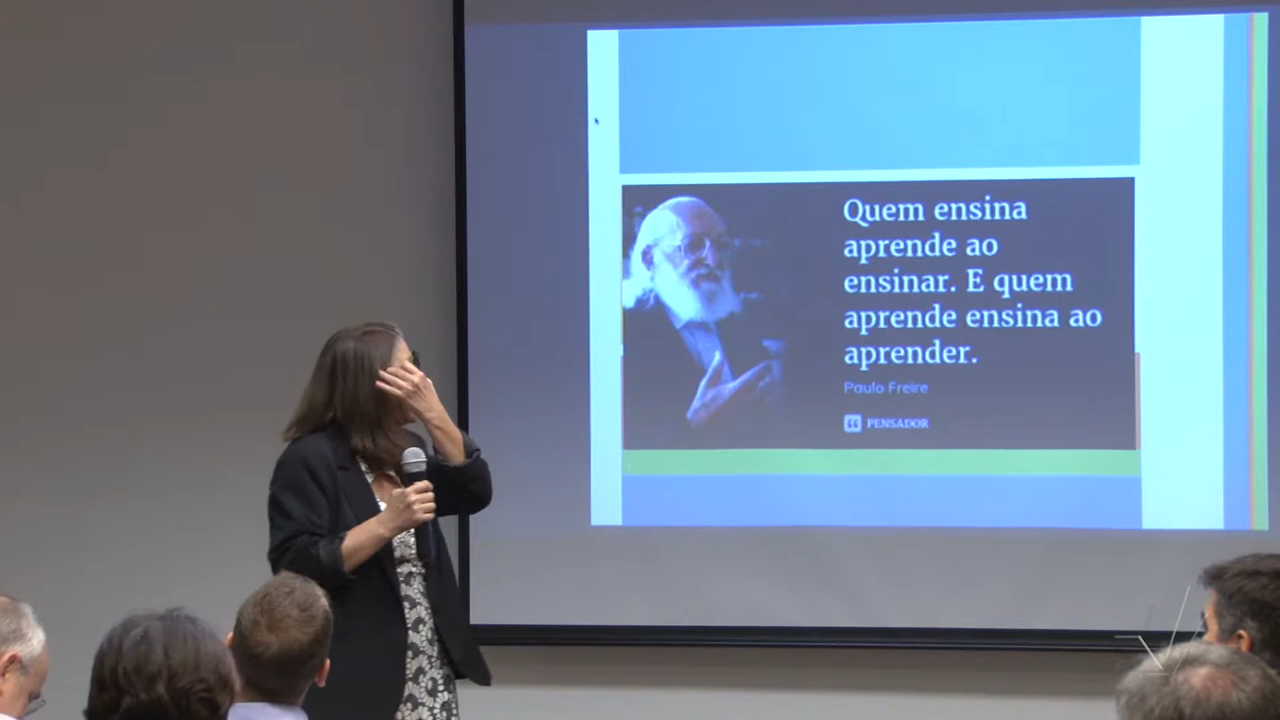 Quem ensina
aprende ao
ensinar. E quem
aprende ensina ao
aprender.
Paulo Freire
PENSADOR